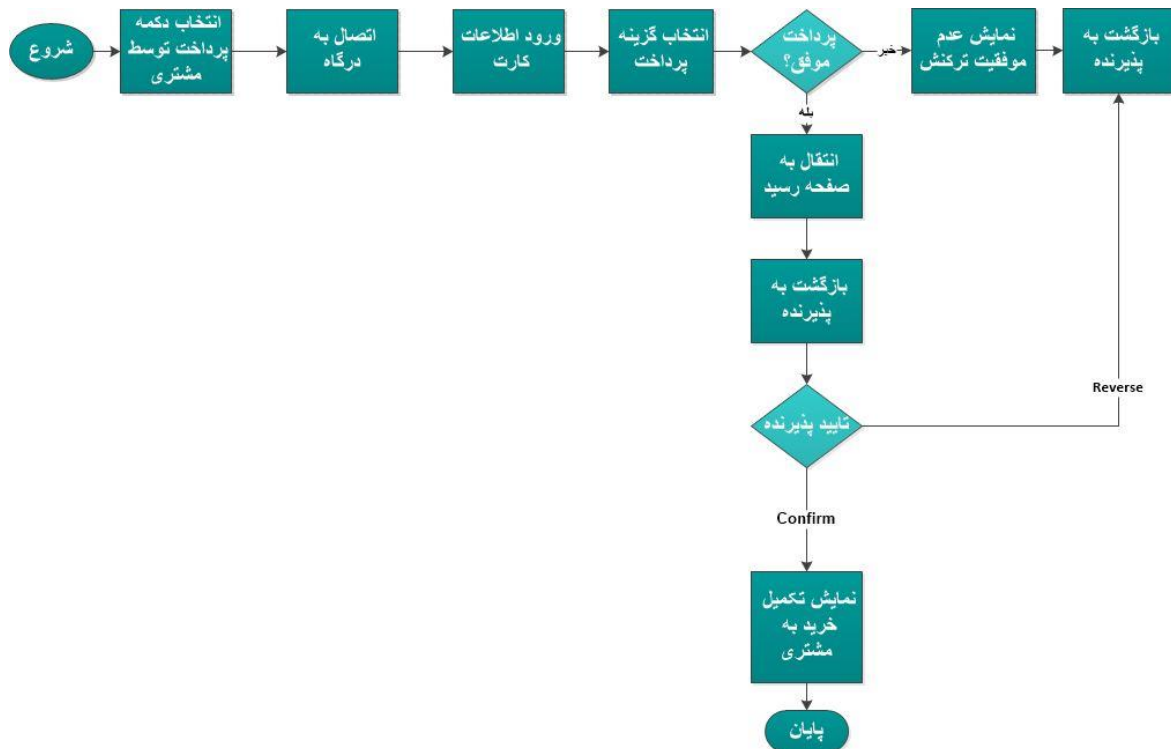 شروع
انتخاب دکمه
پرداخت توسط
مشتری
اتصال به
درگاه
ورود اطلاعات
کارت
انتخاب گزینه
پرداخت
پرداخت
موفق؟
خیر
نمایش عدم
موفقیت ترکنش
بازگشت به
پذیرنده
بله
انتقال به
صفحه رسید
بازگشت به
پذیرنده
تایید پذیرنده
Reverse
Confirm
نمایش تکمیل
خرید به
مشتری
پایان